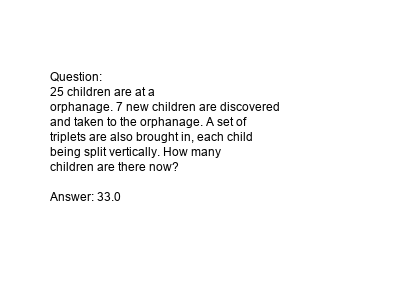 Question:
25 children are at a
orphanage. 7 new children are discovered
and taken to the orphanage. A set of
triplets are also brought in, each child
being split vertically. How many
children are there now?
Answer: 33.0